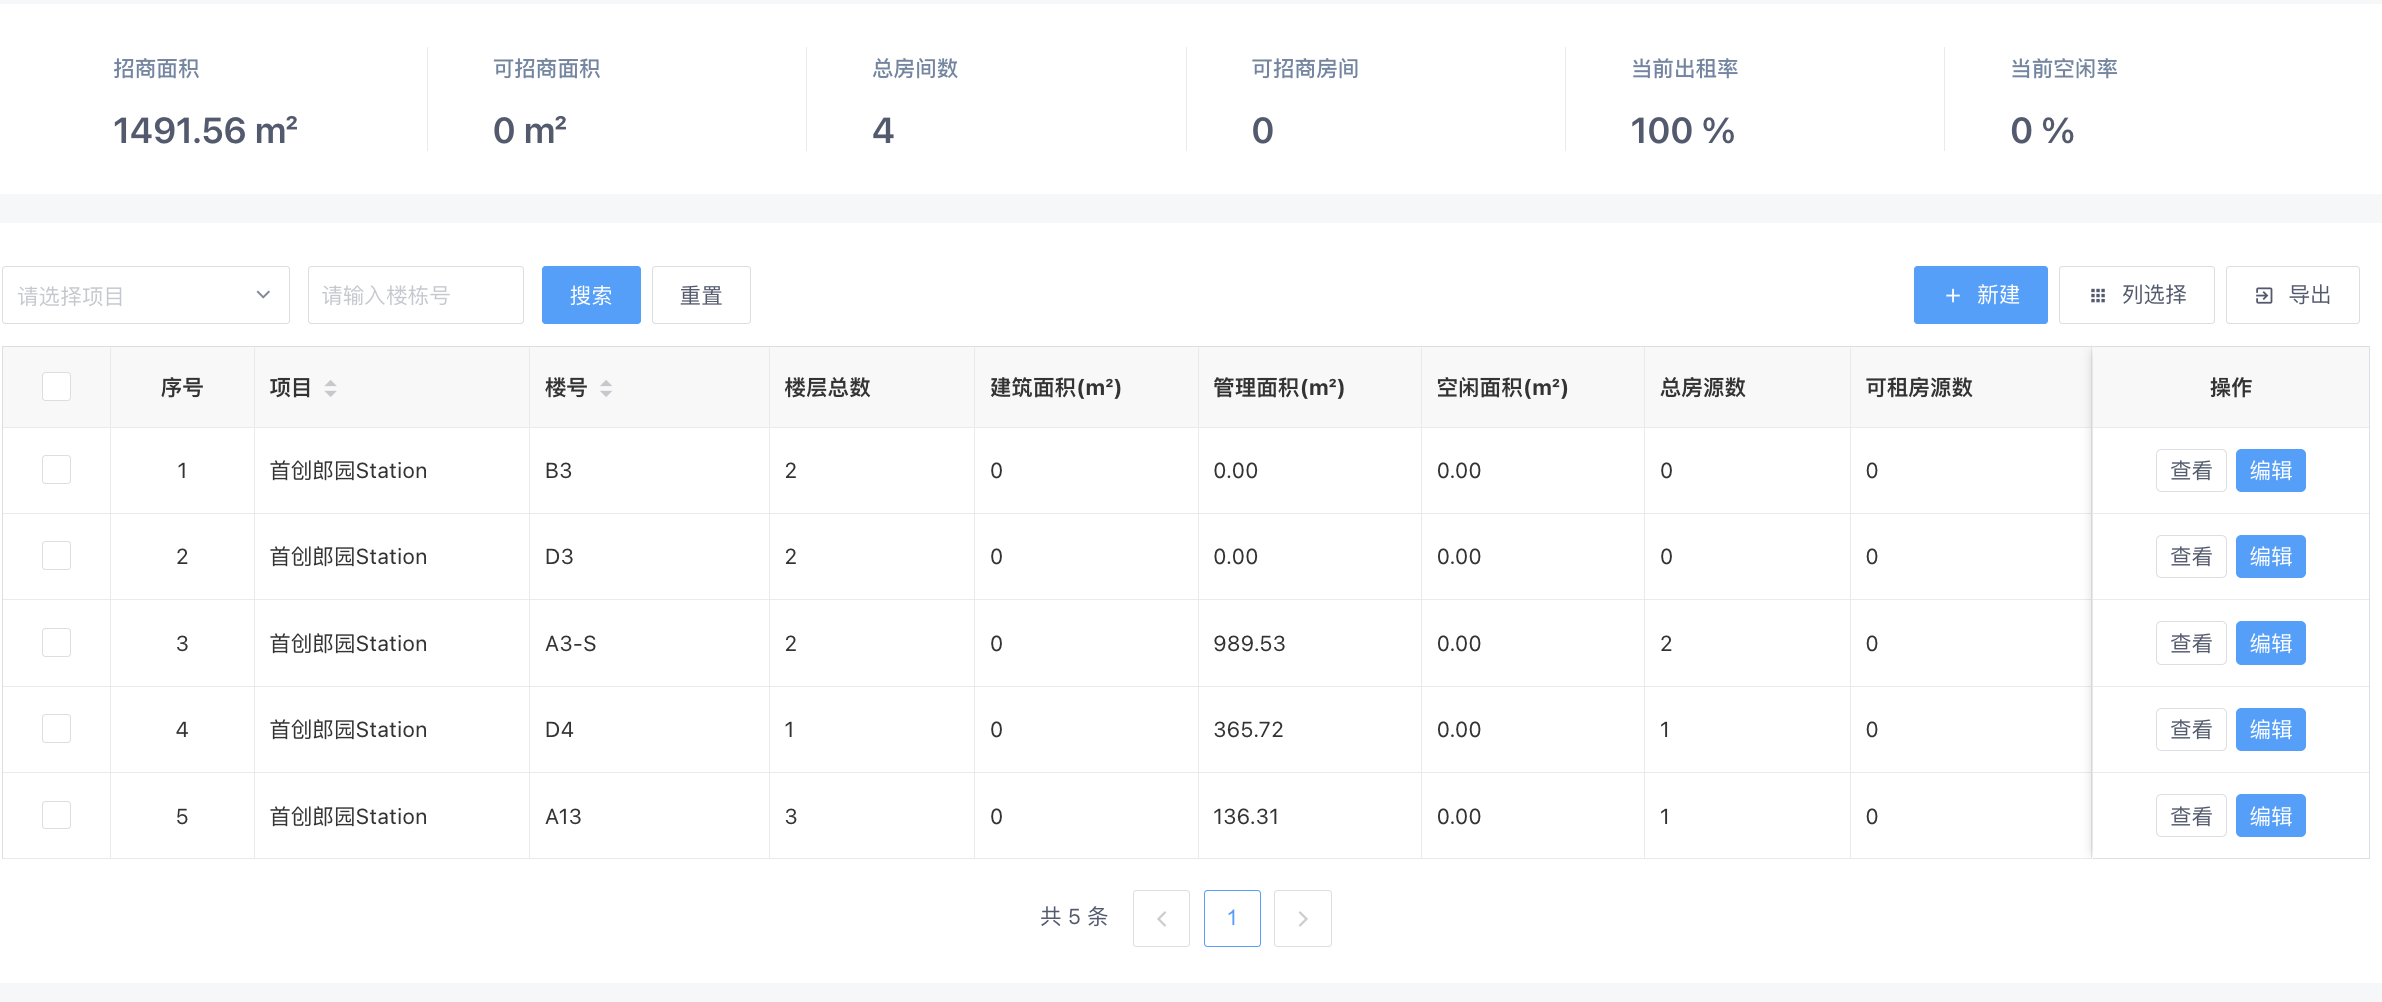 招商面积 可招商面积 总房间数 可招商房间 当前出租率 当前空闲率
1491.56 m² 0 m² 4 0 100 % 0 %
请选择项目 请输入楼栋号 搜索 重置 + 新建 列选择 导出
序号 项目 楼号 楼层总数 建筑面积(m²) 管理面积(m²) 空闲面积(m²) 总房源数 可租房源数 操作
1 首创郎园Station B3 2 0 0.00 0.00 0 0 查看 编辑
2 首创郎园Station D3 2 0 0.00 0.00 0 0 查看 编辑
3 首创郎园Station A3-S 2 0 989.53 0.00 2 0 查看 编辑
4 首创郎园Station D4 1 0 365.72 0.00 1 0 查看 编辑
5 首创郎园Station A13 3 0 136.31 0.00 1 0 查看 编辑
共 5 条 < 1 >